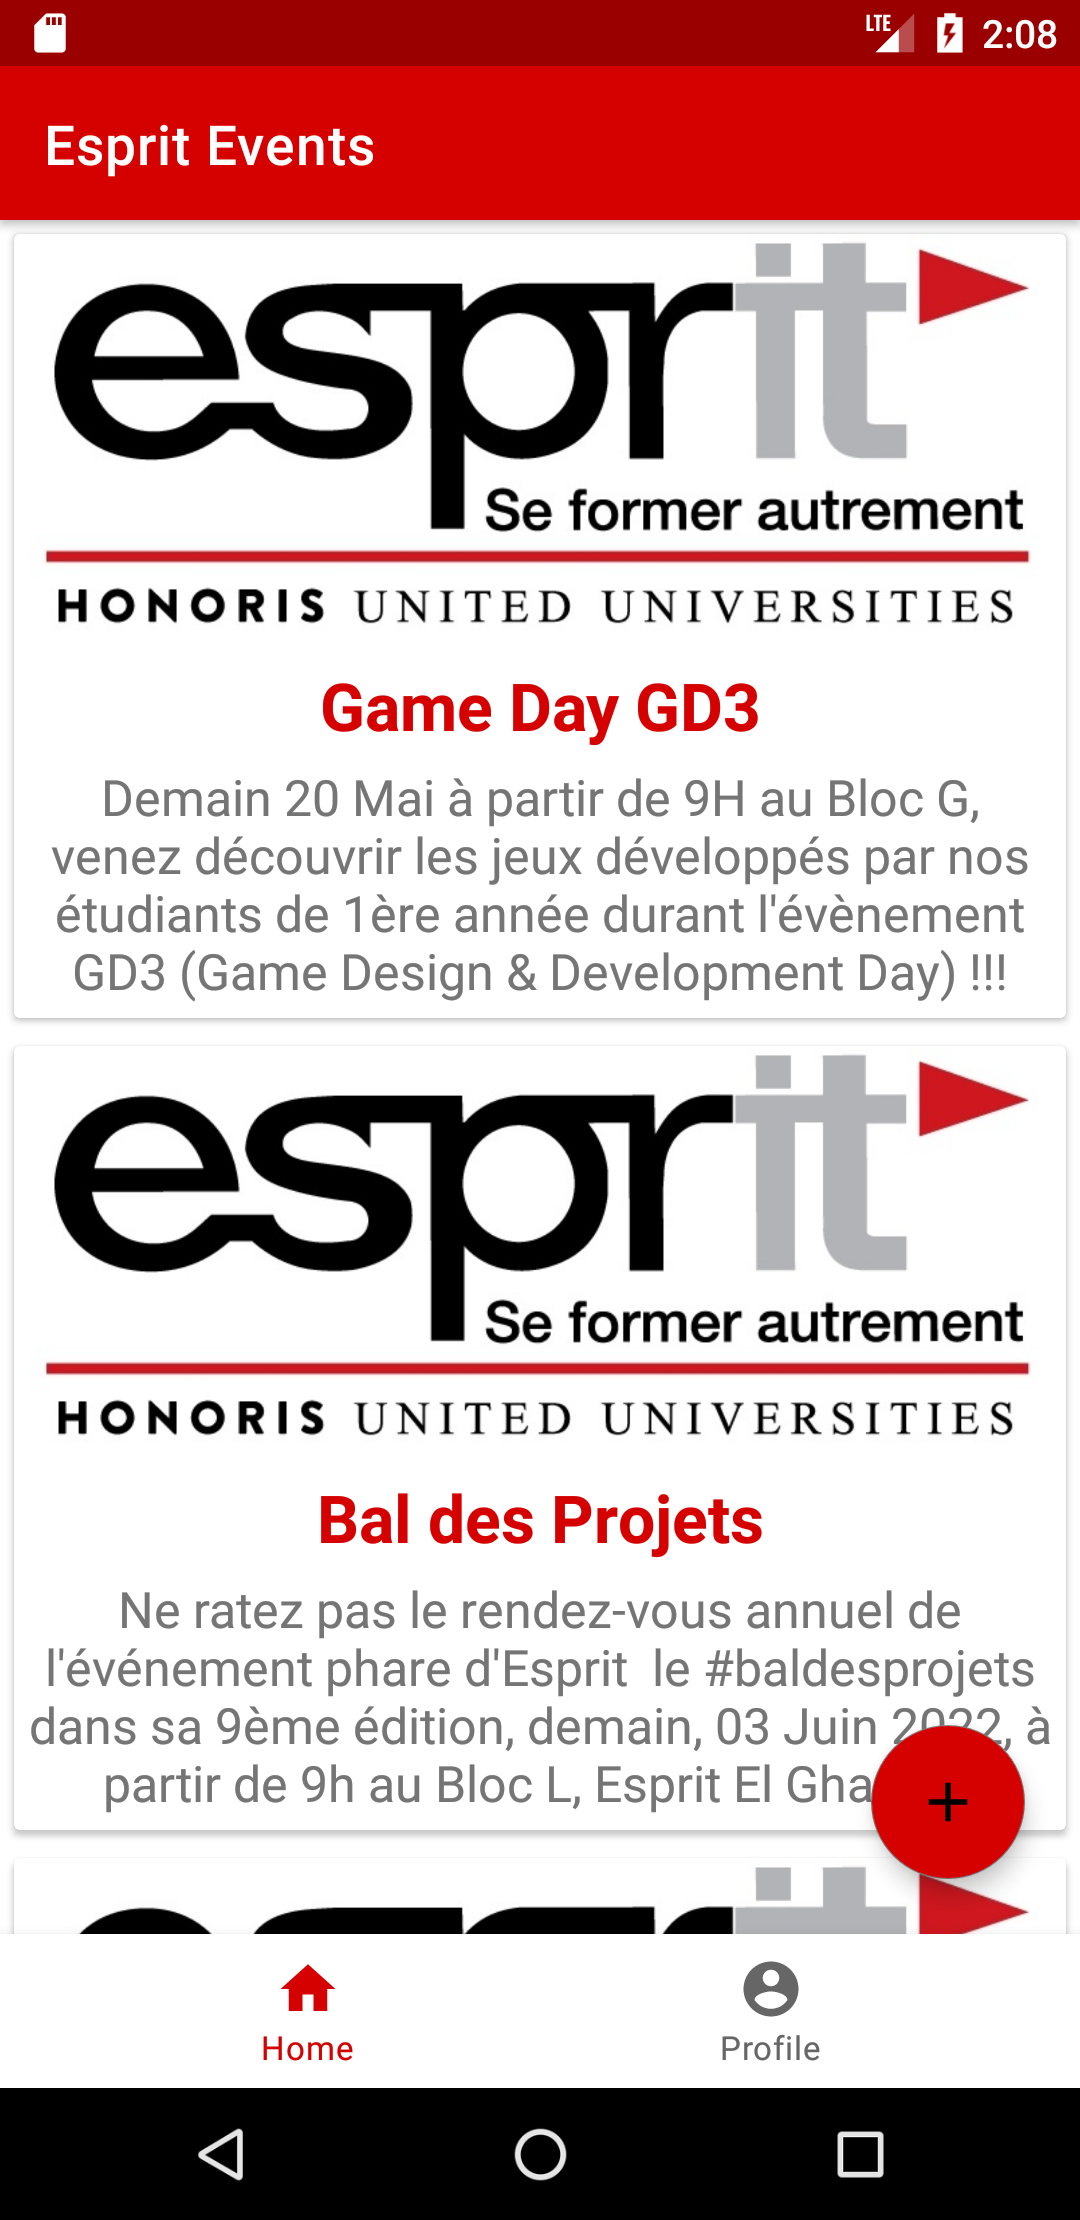 LTE 2:08
Esprit Events
esprit
Se former autrement
HONORIS UNITED UNIVERSITIES
Game Day GD3
Demain 20 Mai à partir de 9H au Bloc G,
venez découvrir les jeux développés par nos
étudiants de 1ère année durant l'évènement
GD3 (Game Design & Development Day) !!!
esprit
Se former autrement
HONORIS UNITED UNIVERSITIES
Bal des Projets
Ne ratez pas le rendez-vous annuel de
l'événement phare d'Esprit  le #baldesprojets
dans sa 9ème édition, demain, 03 Juin 2022, à
partir de 9h au Bloc L, Esprit El
Home Profile